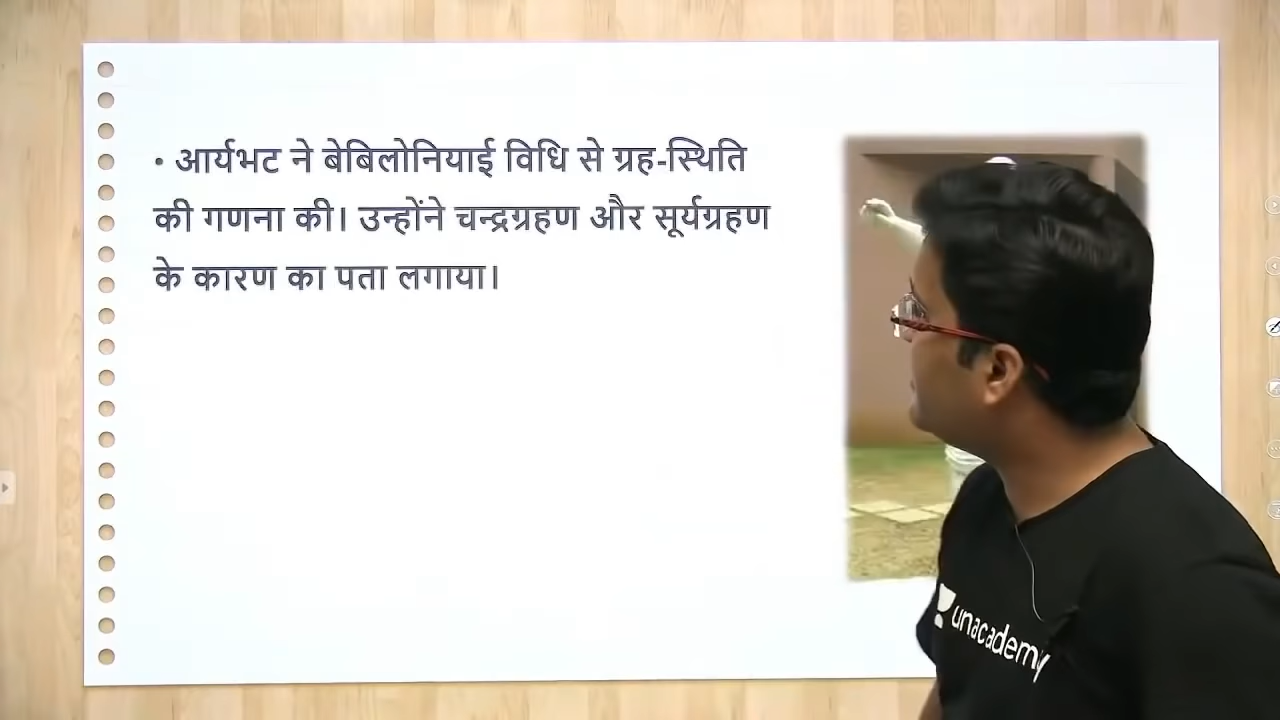 • आर्यभट ने बेबिलोनियाई विधि से ग्रह-स्थिति
की गणना की। उन्होंने चन्द्रग्रहण और सूर्यग्रहण
के कारण का पता लगाया।
unacademy